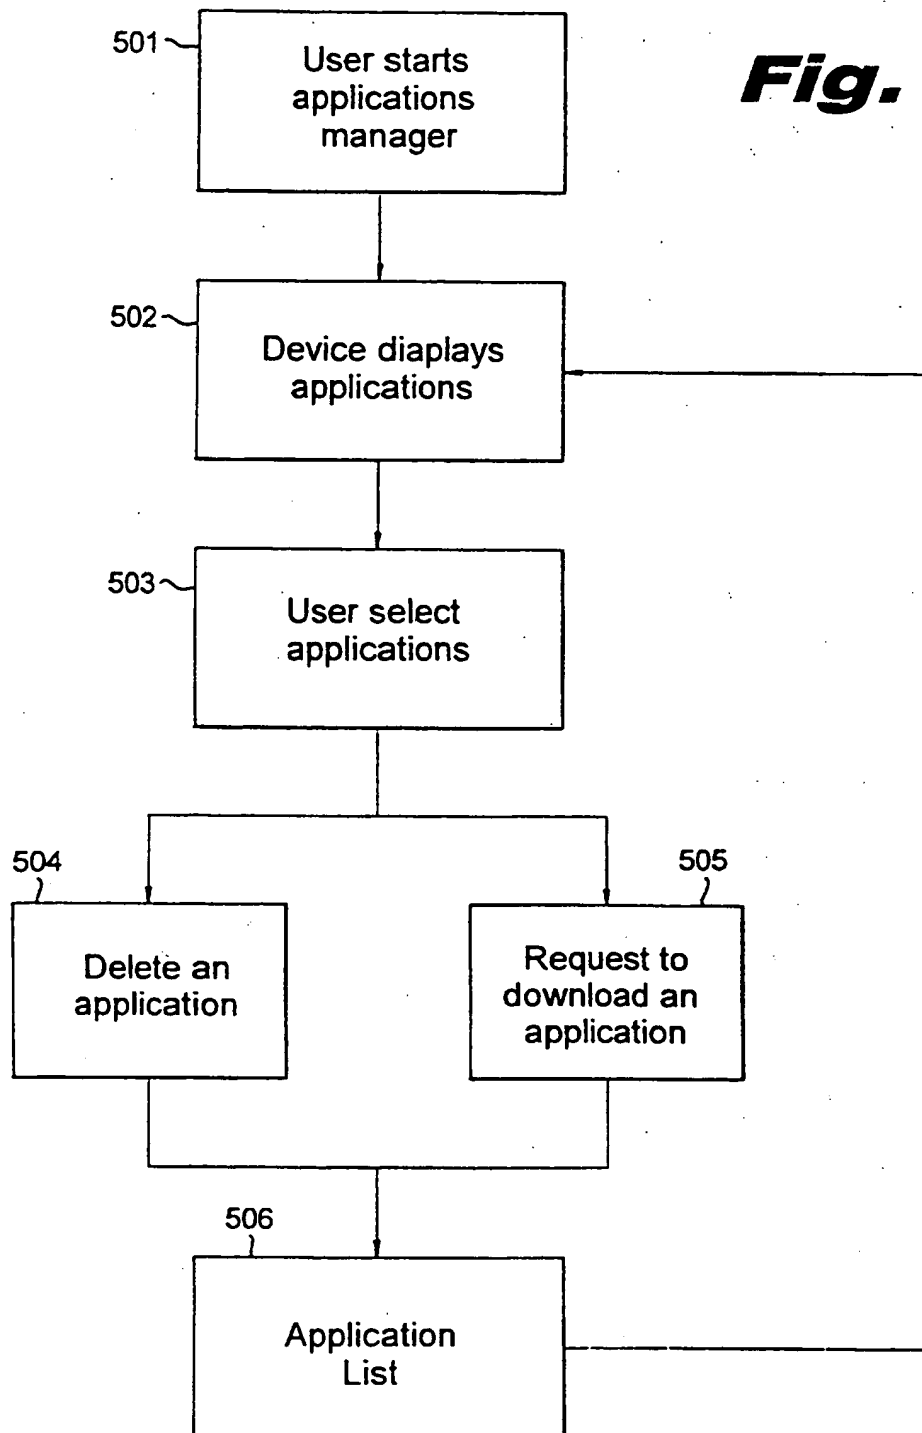 Fig.
501
User starts
applications
manager
502
Device diaplays
applications
503
User select
applications
504
Delete an
application
505
Request to
download an
application
506
Application
List